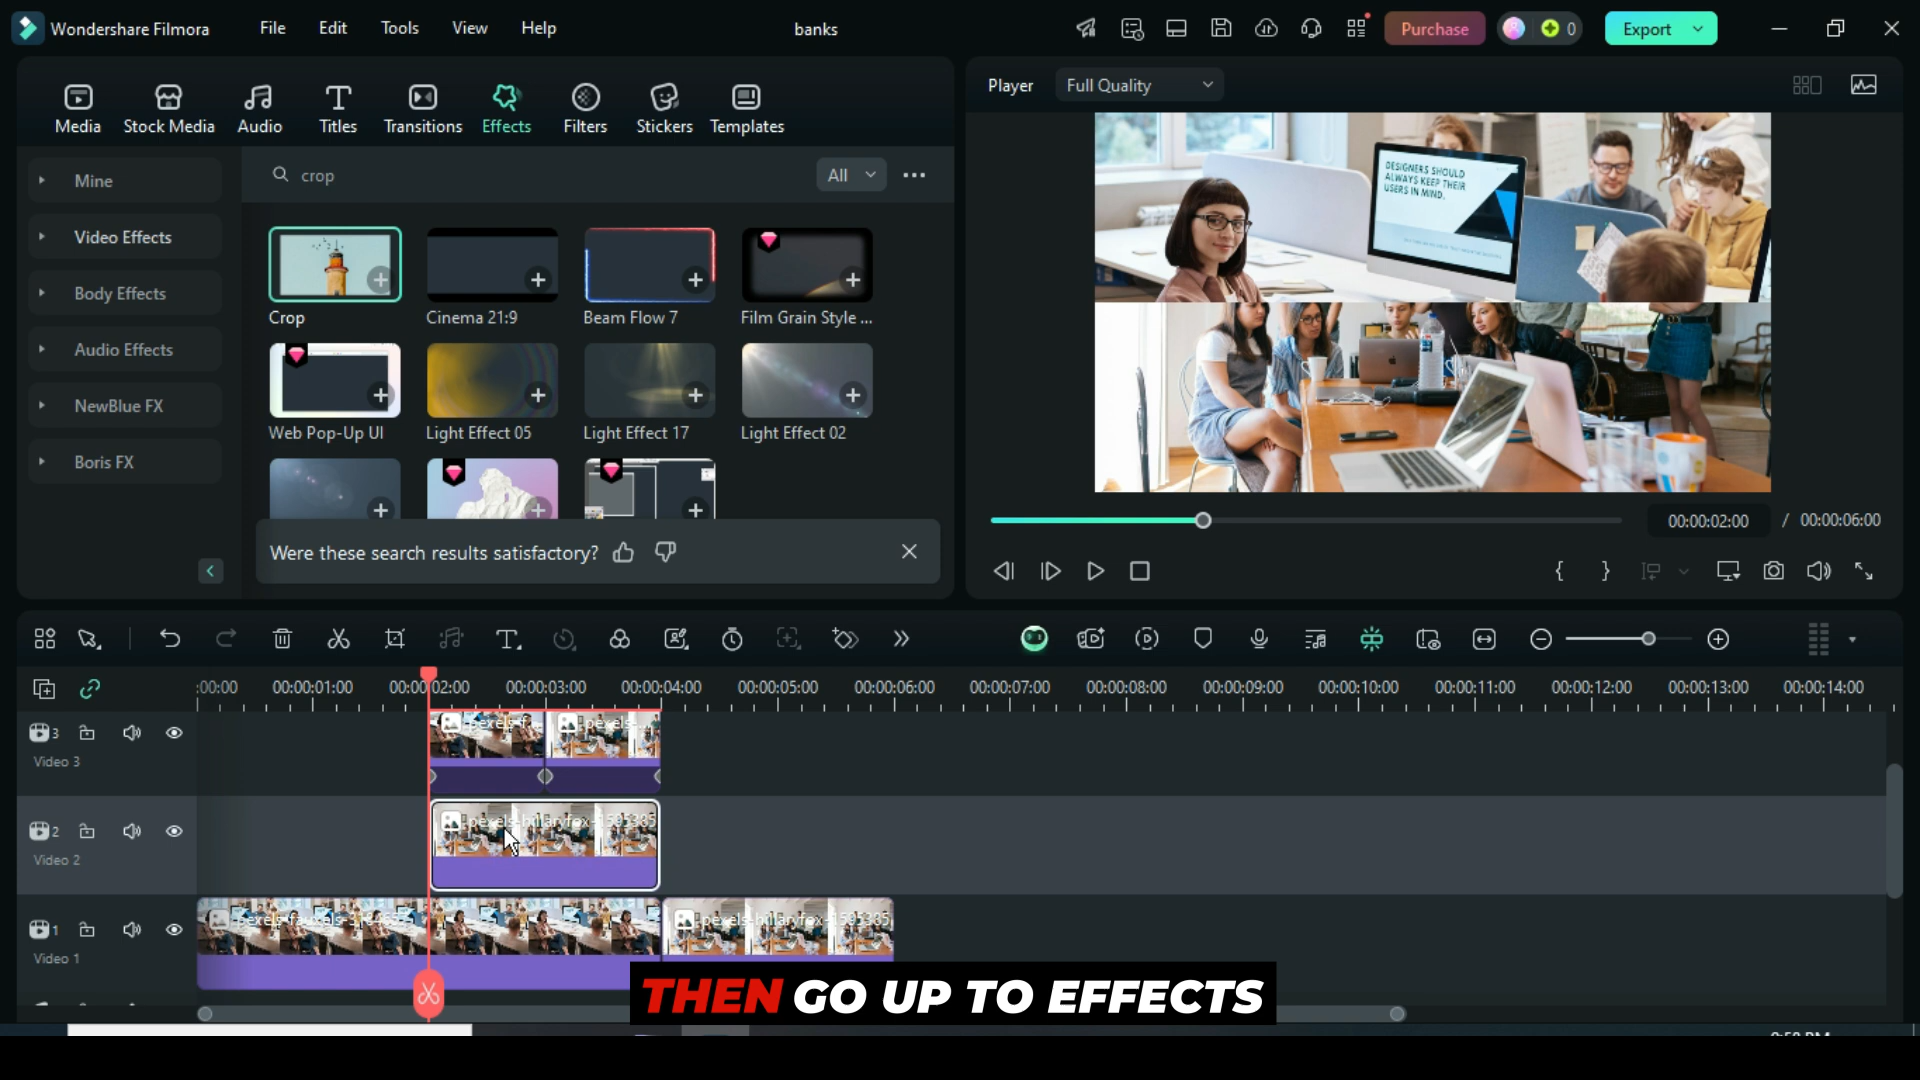 Wondershare Filmora
File
Edit
Tools
View
Help
banks
Purchase
0
Export
Media
Stock Media
Audio
Titles
Transitions
Effects
Filters
Stickers
Templates
Player
Full Quality
Mine
Video Effects
Body Effects
Audio Effects
NewBlue FX
Boris FX
crop
All
Crop
Cinema 21:9
Beam Flow 7
Film Grain Style ...
Web Pop-Up UI
Light Effect 05
Light Effect 17
Light Effect 02
Were these search results satisfactory?
DESIGNERS SHOULD
ALWAYS KEEP THEIR
USERS IN MIND.
00:00:02:00 / 00:00:06:00
:00:00
00:00:01:00
00:00:02:00
00:00:03:00
00:00:04:00
00:00:05:00
00:00:06:00
00:00:07:00
00:00:08:00
00:00:09:00
00:00:10:00
00:00:11:00
00:00:12:00
00:00:13:00
00:00:14:00
3
Video 3
pexels-f...
pexels-...
2
Video 2
pexels-hillaryfox-1595385
1
Video 1
pexels-hillaryfox-1595385
THEN GO UP TO EFFECTS